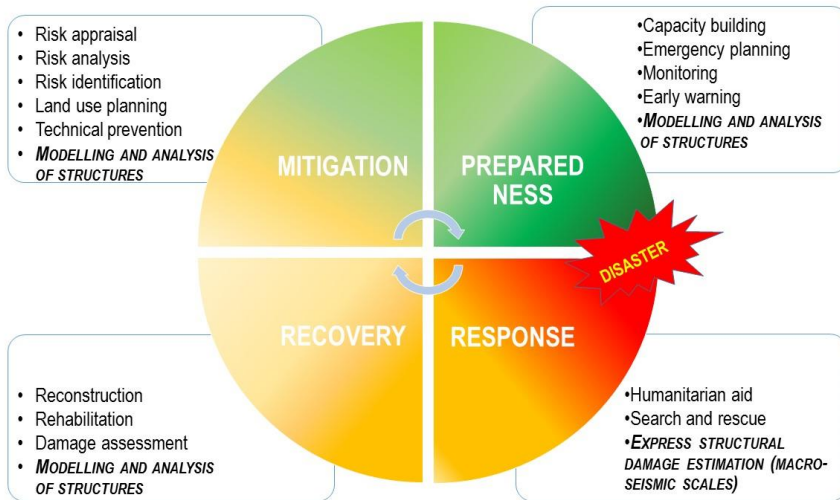 • Risk appraisal
• Risk analysis
• Risk identification
• Land use planning
• Technical prevention
• MODELLING AND ANALYSIS
OF STRUCTURES
•Capacity building
•Emergency planning
•Monitoring
•Early warning
•MODELLING AND ANALYSIS
OF STRUCTURES
MITIGATION
PREPARED
NESS
DISASTER
RECOVERY
RESPONSE
• Reconstruction
• Rehabilitation
• Damage assessment
• MODELLING AND ANALYSIS
OF STRUCTURES
•Humanitarian aid
•Search and rescue
•EXPRESS STRUCTURAL
DAMAGE ESTIMATION (MACRO-
SEISMIC SCALES)